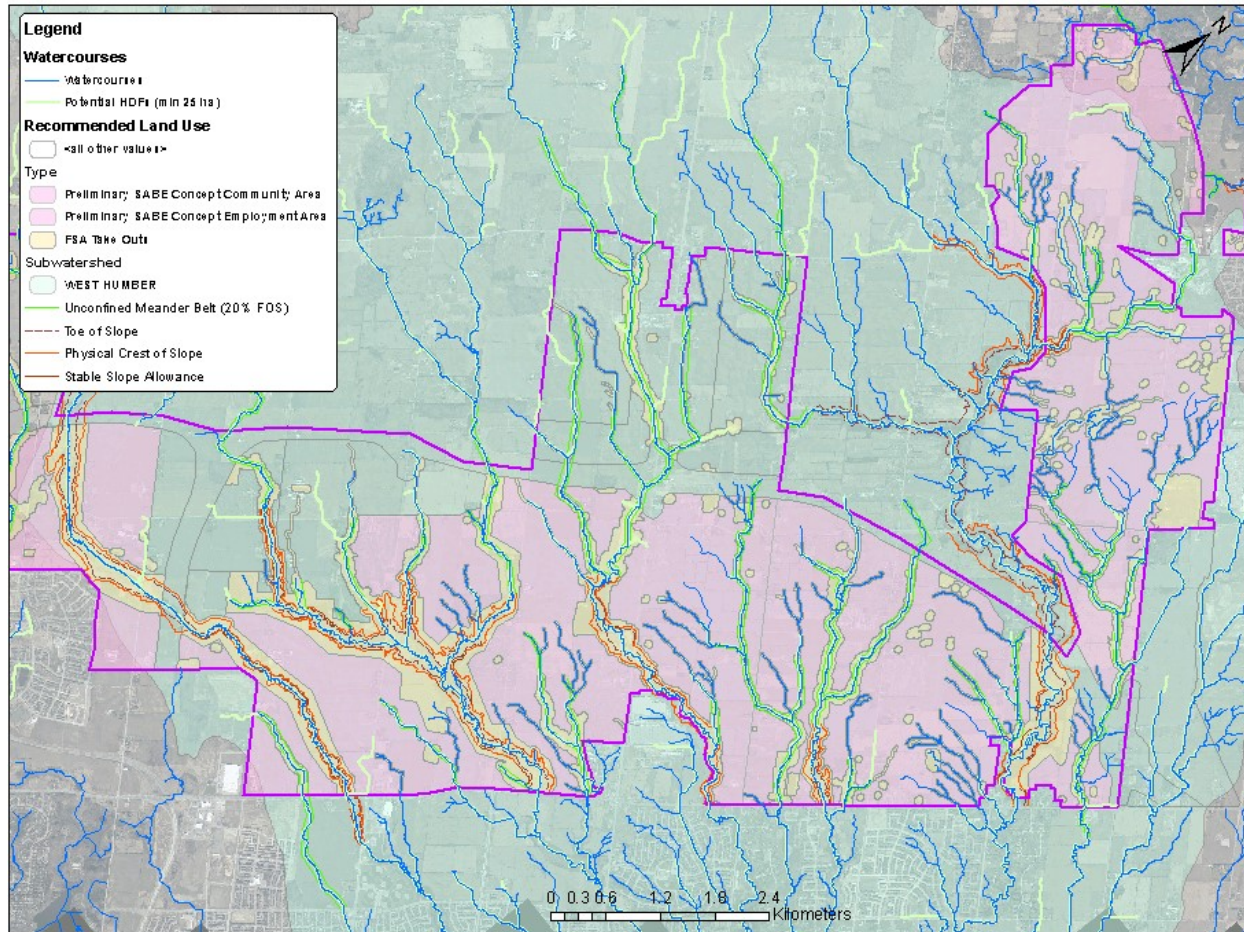 Legend
Watercourses
Watercourses
Potential HDFs (min 25 ha)
Recommended Land Use
<all other values>
Type
Preliminary SABE Concept Community Area
Preliminary SABE Concept Employment Area
FSA Take Outs
Subwatershed
WEST HUMBER
Unconfined Meander Belt (20% FOS)
Toe of Slope
Physical Crest of Slope
Stable Slope Allowance
N
0 0.3 0.6 1.2 1.8 2.4
Kilometers